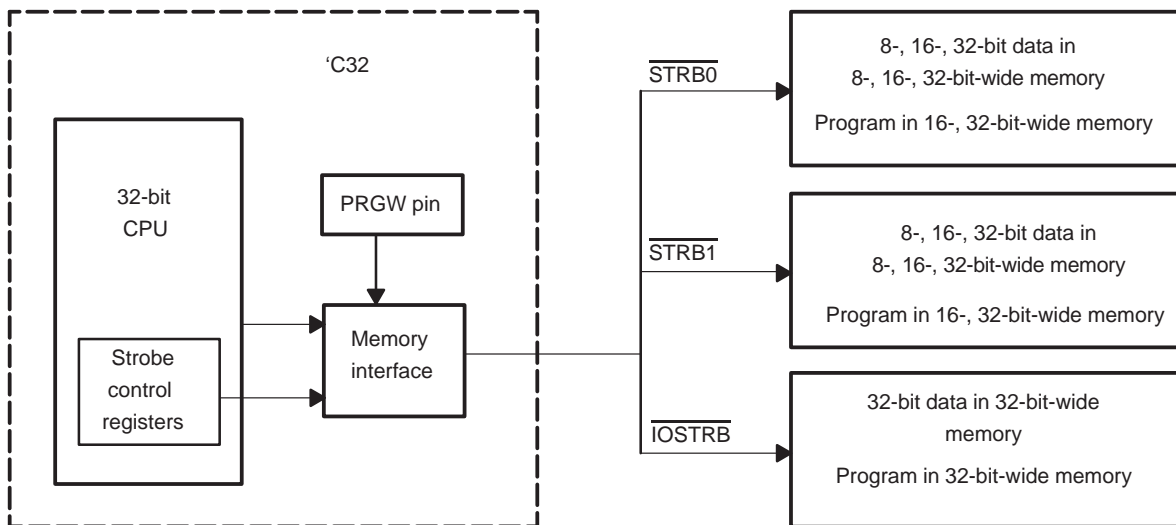 ‘C32
32-bit
CPU
Strobe
control
registers
PRGW pin
Memory
interface
STRB0
8-, 16-, 32-bit data in
8-, 16-, 32-bit-wide memory
Program in 16-, 32-bit-wide memory
STRB1
8-, 16-, 32-bit data in
8-, 16-, 32-bit-wide memory
Program in 16-, 32-bit-wide memory
IOSTRB
32-bit data in 32-bit-wide
memory
Program in 32-bit-wide memory